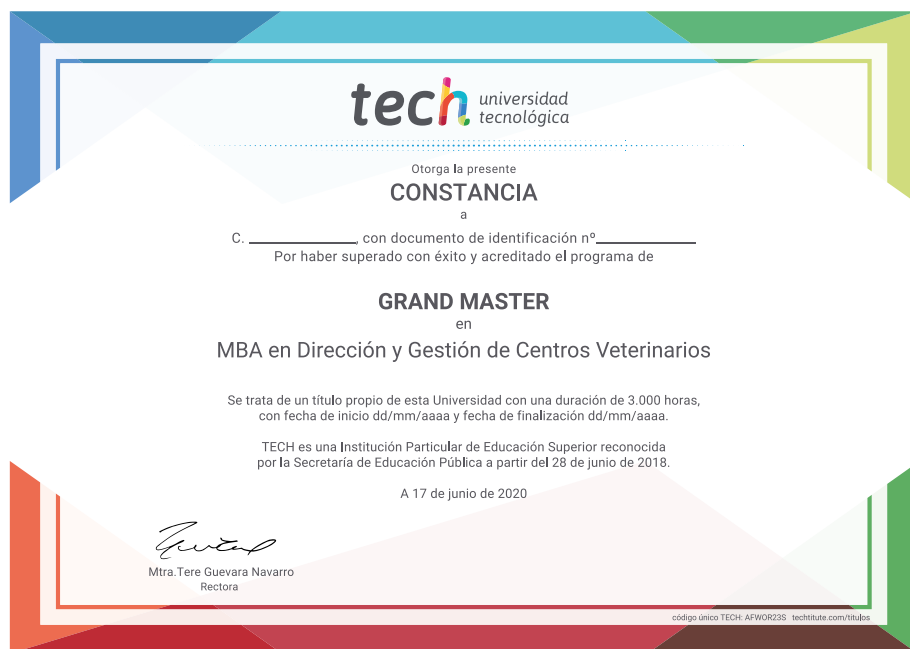 tech universidad
tecnológica
Otorga la presente
CONSTANCIA
a
C. ____________, con documento de identificación nº____________
Por haber superado con éxito y acreditado el programa de
GRAND MASTER
en
MBA en Dirección y Gestión de Centros Veterinarios
Se trata de un título propio de esta Universidad con una duración de 3.000 horas,
con fecha de inicio dd/mm/aaaa y fecha de finalización dd/mm/aaaa.
TECH es una Institución Particular de Educación Superior reconocida
por la Secretaría de Educación Pública a partir del 28 de junio de 2018.
A 17 de junio de 2020
Mtra.Tere Guevara Navarro
Rectora
código único TECH: AFWOR23S techtitute.com/titulos